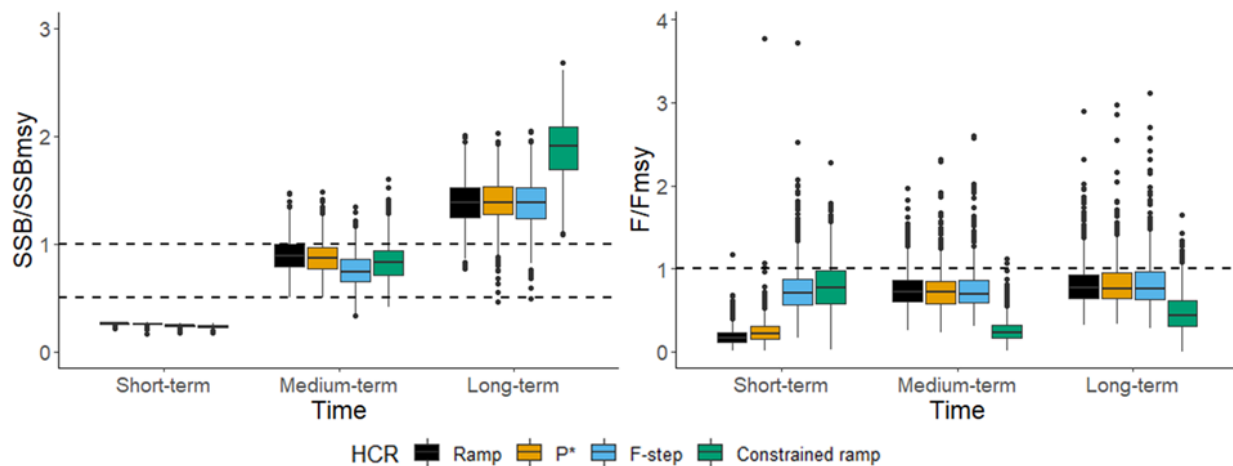 SSB/SSBmsy
3
2
1
0
Short-term Medium-term Long-term
Time
F/Fmsy
4
3
2
1
0
Short-term Medium-term Long-term
Time
HCR Ramp P* F-step Constrained ramp